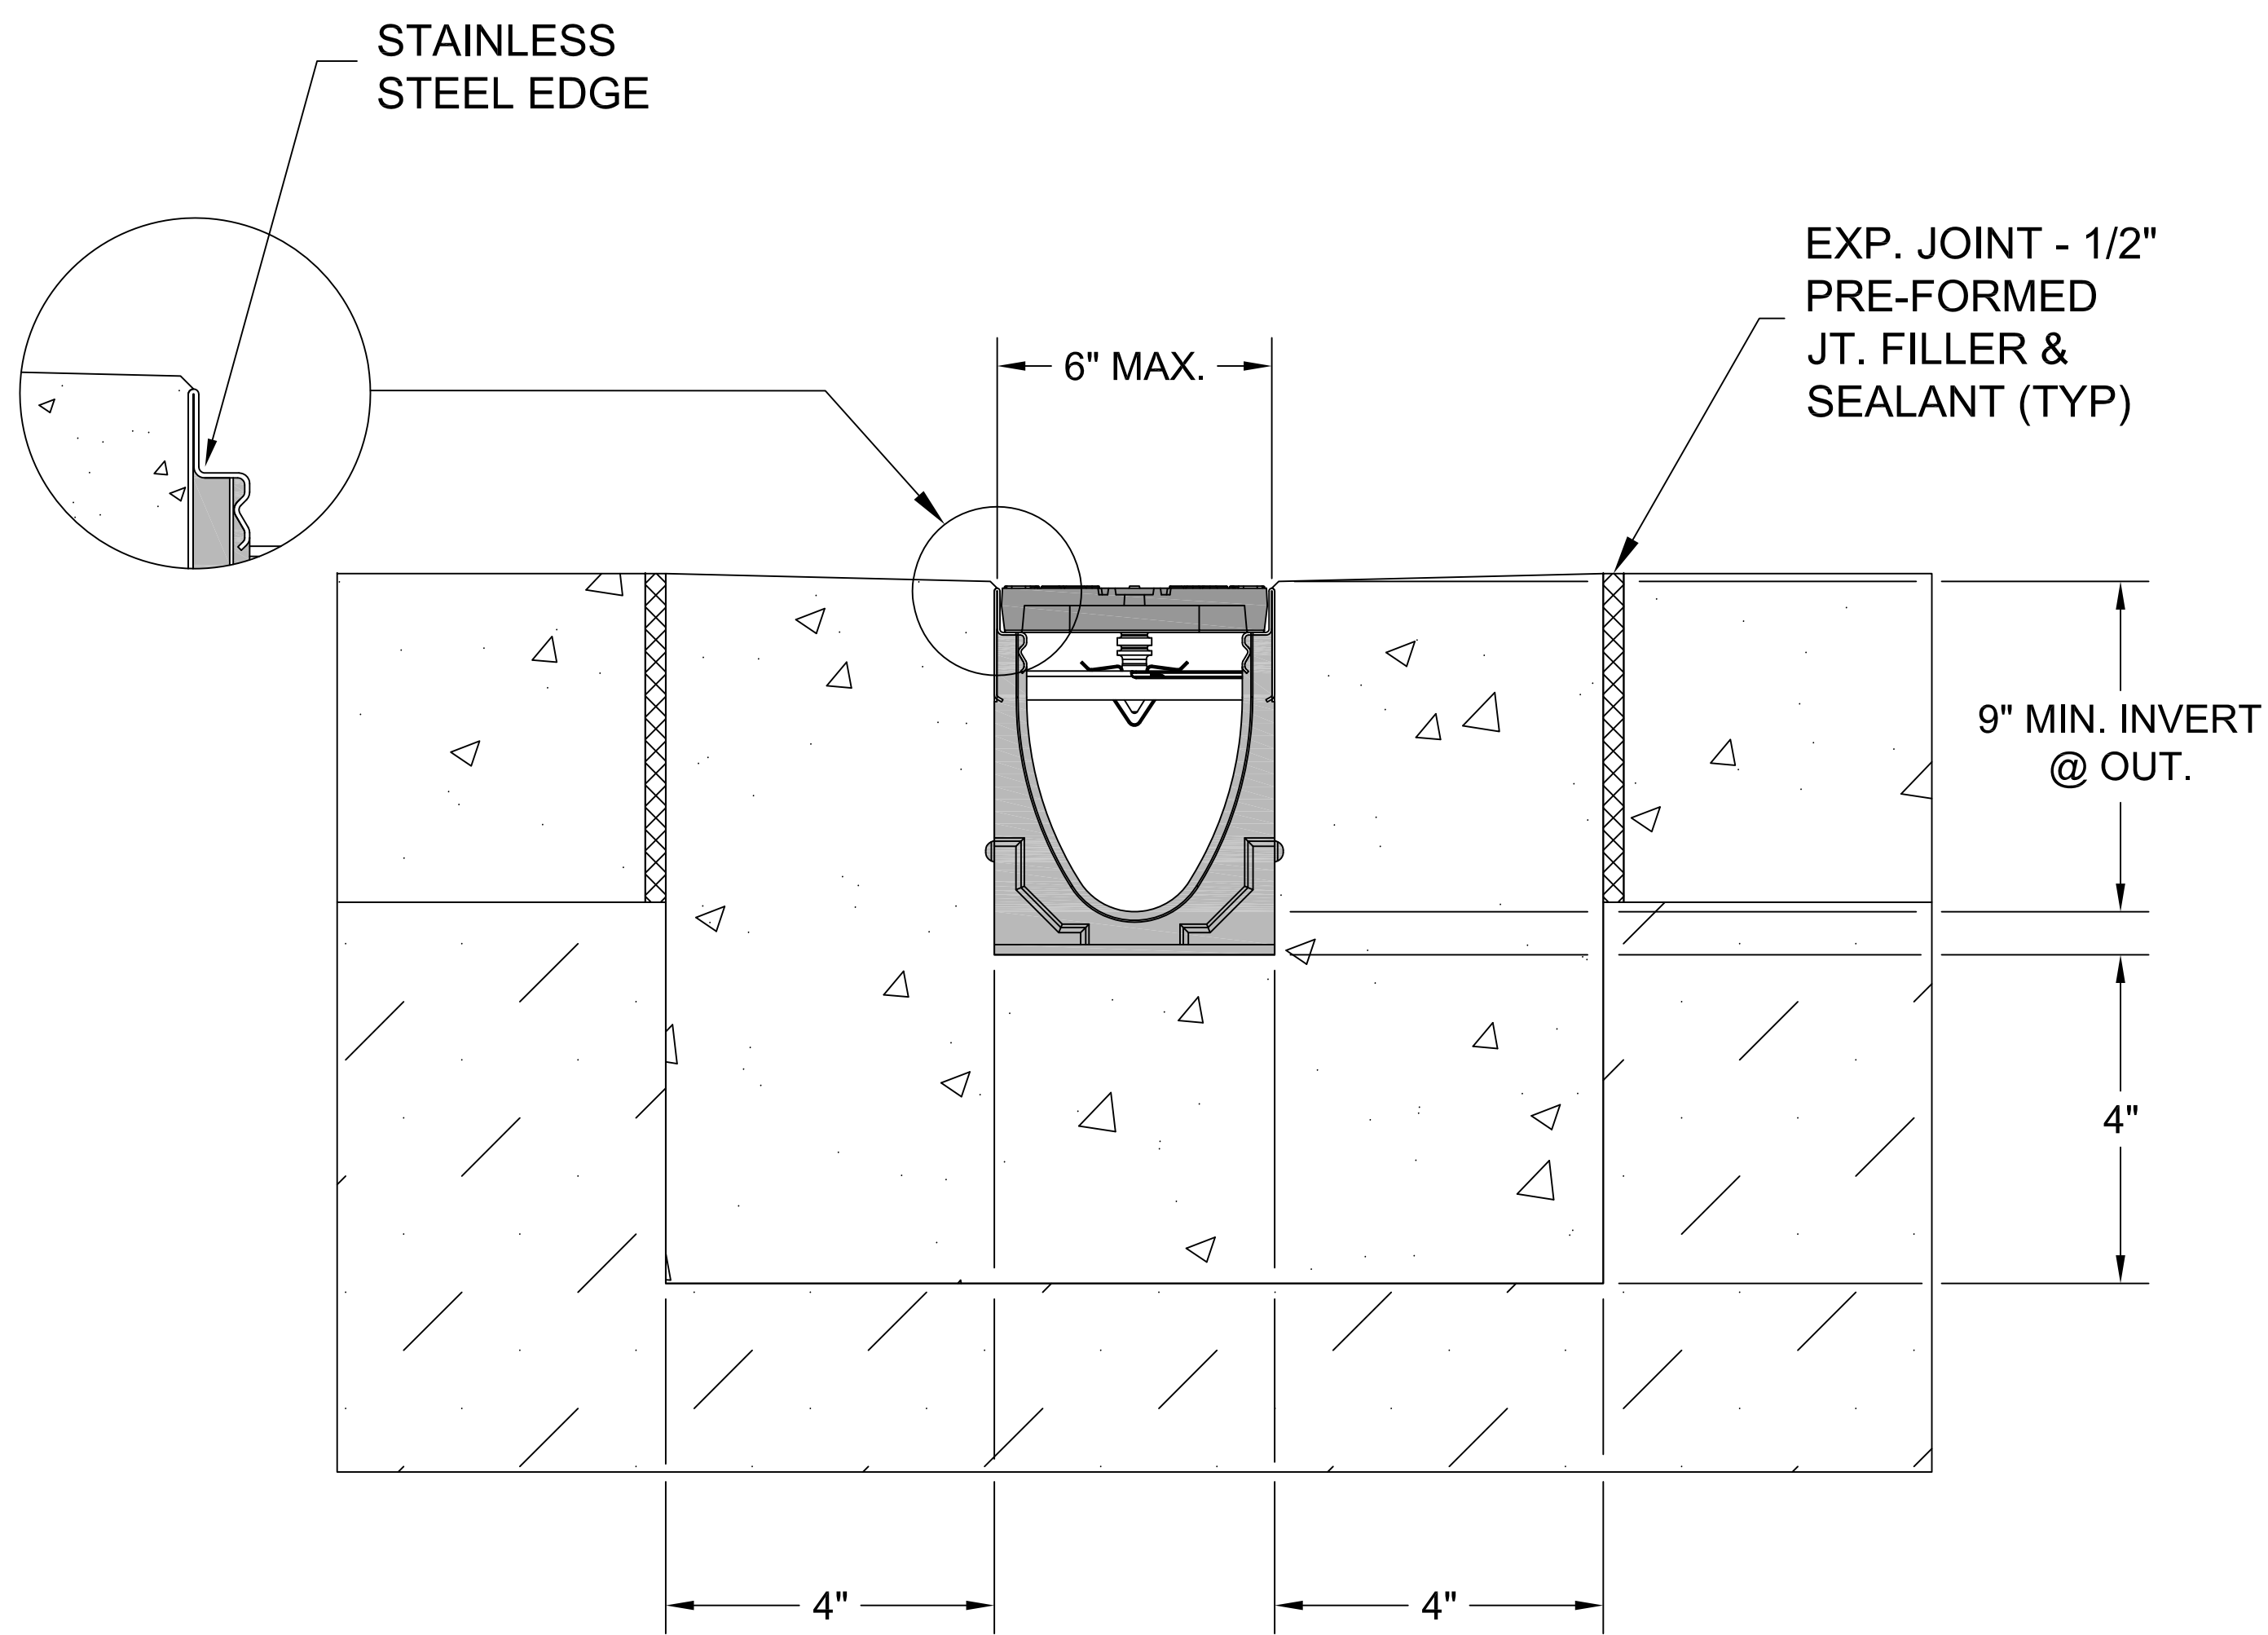 STAINLESS
STEEL EDGE
EXP. JOINT - 1/2"
PRE-FORMED
JT. FILLER &
SEALANT (TYP)
6" MAX.
9" MIN. INVERT
@ OUT.
4"
4"
4"